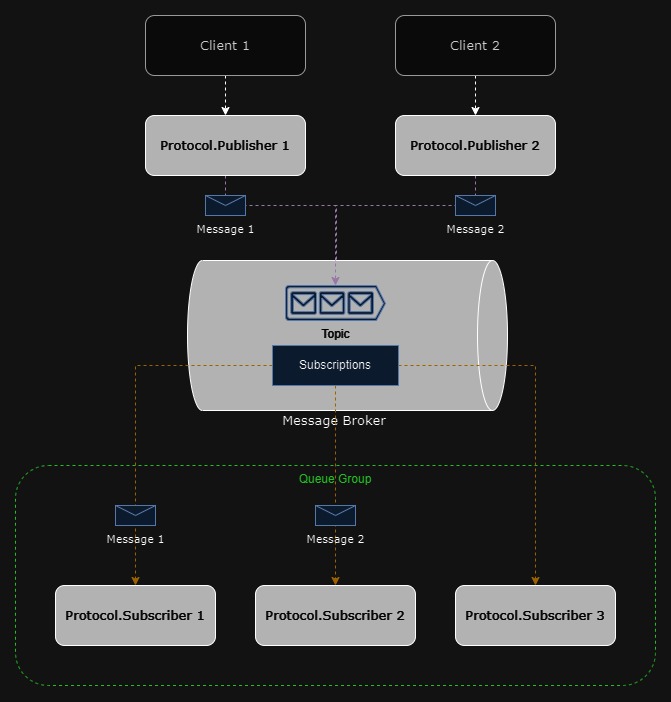 Client 1
Client 2
Protocol.Publisher 1
Protocol.Publisher 2
Message 1
Message 2
Topic
Subscriptions
Message Broker
Queue Group
Message 1
Message 2
Protocol.Subscriber 1
Protocol.Subscriber 2
Protocol.Subscriber 3